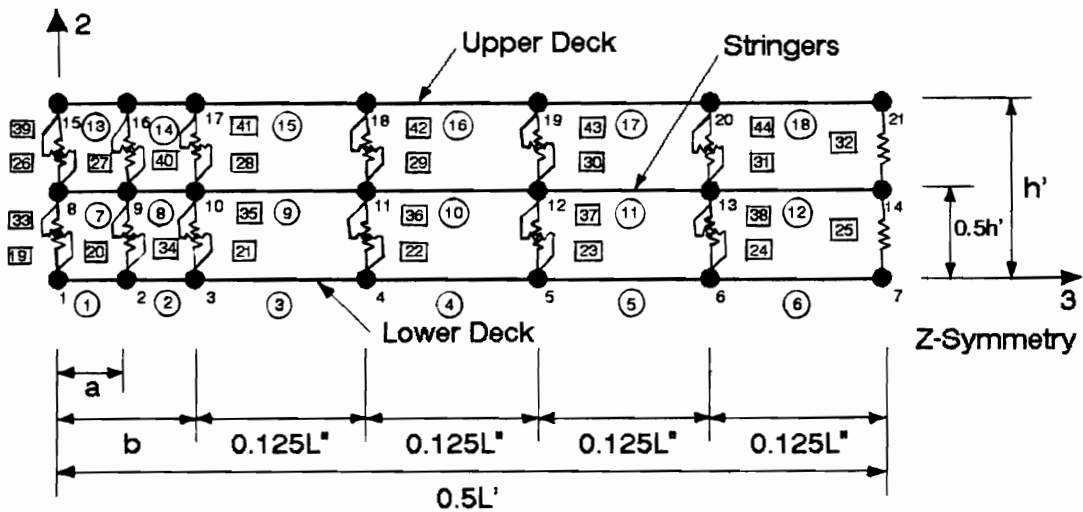 2
Upper Deck
Stringers
39 15 13 16 14 17 41 15 18 42 16 19 43 17 20 44 18 32 21
26 27 40 28 29 30 31
h'
33 8 7 9 8 10 35 9 11 36 10 12 37 11 13 38 12 25 14
0.5h'
19 20 34 21 22 23 24
1 1 2 2 3 3 4 4 5 5 6 6 7
3
Lower Deck
Z-Symmetry
a
b 0.125L" 0.125L" 0.125L" 0.125L"
0.5L'